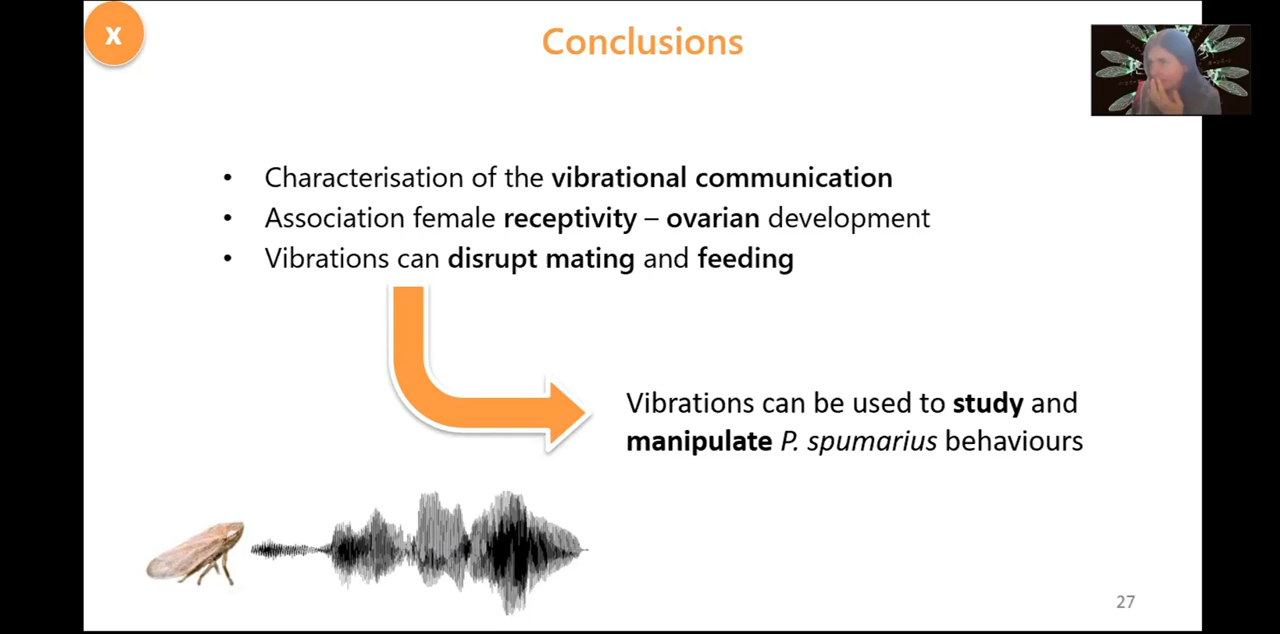 X
Conclusions
• Characterisation of the vibrational communication
• Association female receptivity – ovarian development
• Vibrations can disrupt mating and feeding
Vibrations can be used to study and
manipulate P. spumarius behaviours
27